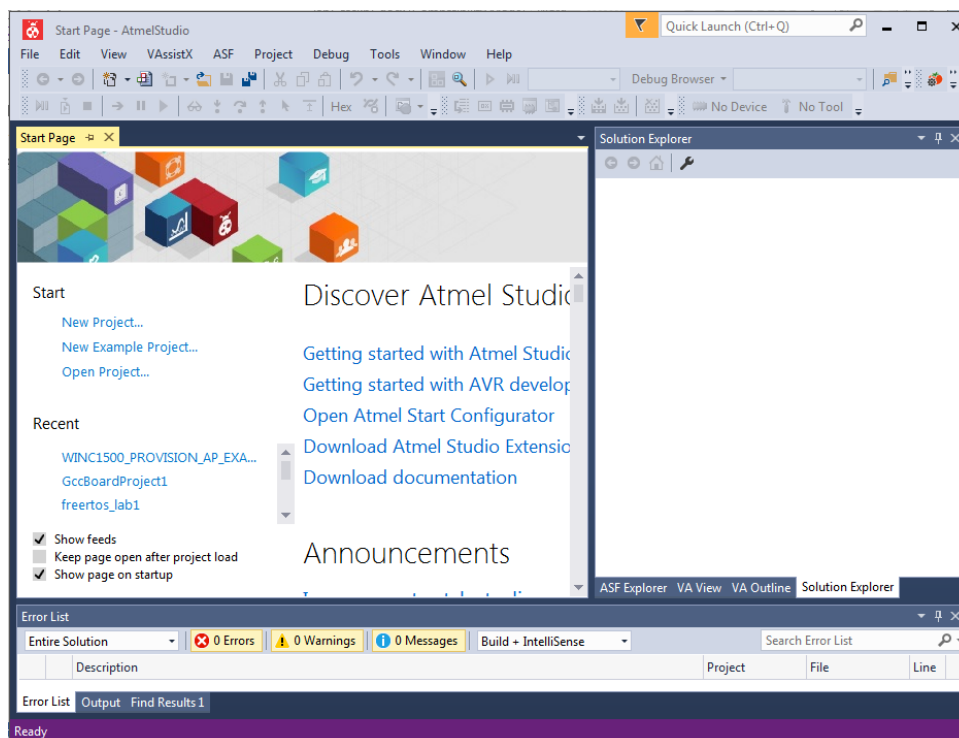 Start Page - AtmelStudio
Quick Launch (Ctrl+Q)
File Edit View VAssistX ASF Project Debug Tools Window Help
Debug Browser
Hex
No Device
No Tool
Start Page
Start
New Project...
New Example Project...
Open Project...
Recent
WINC1500_PROVISION_AP_EXA...
GccBoardProject1
freertos_lab1
Show feeds
Keep page open after project load
Show page on startup
Discover Atmel Studio
Getting started with Atmel Studio
Getting started with AVR develop
Open Atmel Start Configurator
Download Atmel Studio Extensio
Download documentation
Announcements
Solution Explorer
ASF Explorer VA View VA Outline Solution Explorer
Error List
Entire Solution
0 Errors
0 Warnings
0 Messages
Build + IntelliSense
Search Error List
Description Project File Line
Error List Output Find Results 1
Ready